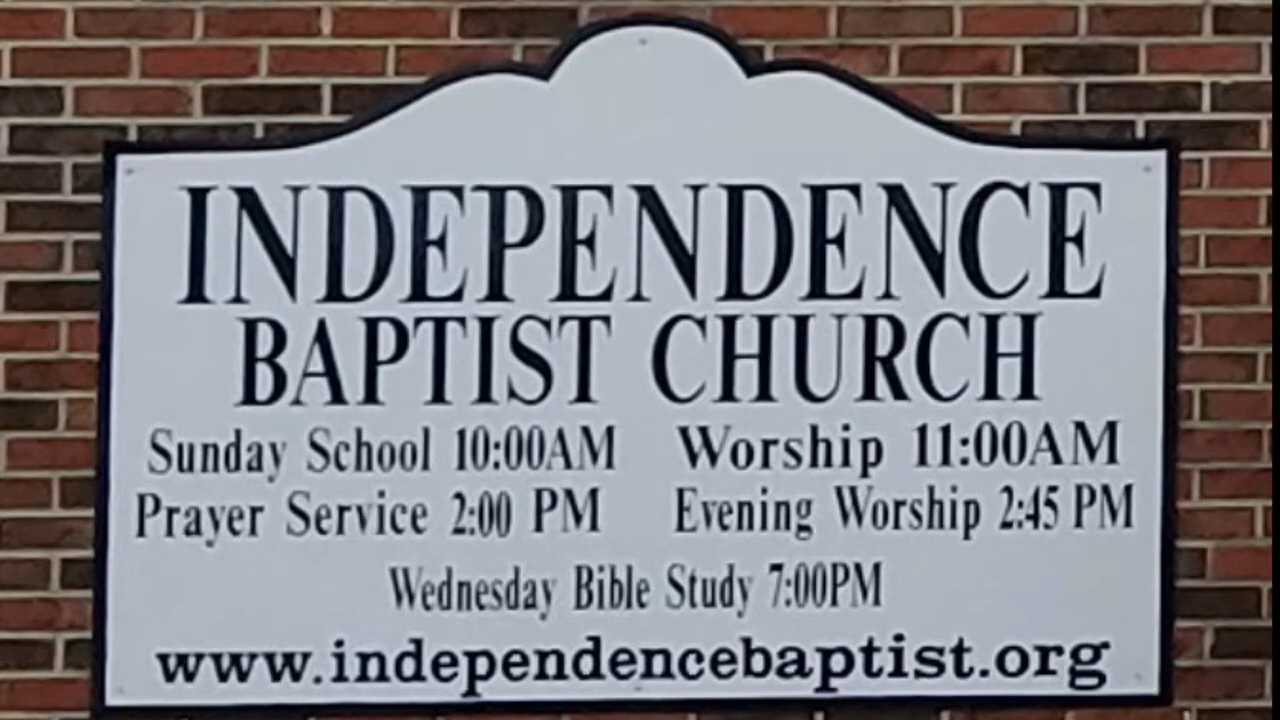 INDEPENDENCE
BAPTIST CHURCH
Sunday School 10:00AM Worship 11:00AM
Prayer Service 2:00 PM Evening Worship 2:45 PM
Wednesday Bible Study 7:00PM
www.independencebaptist.org